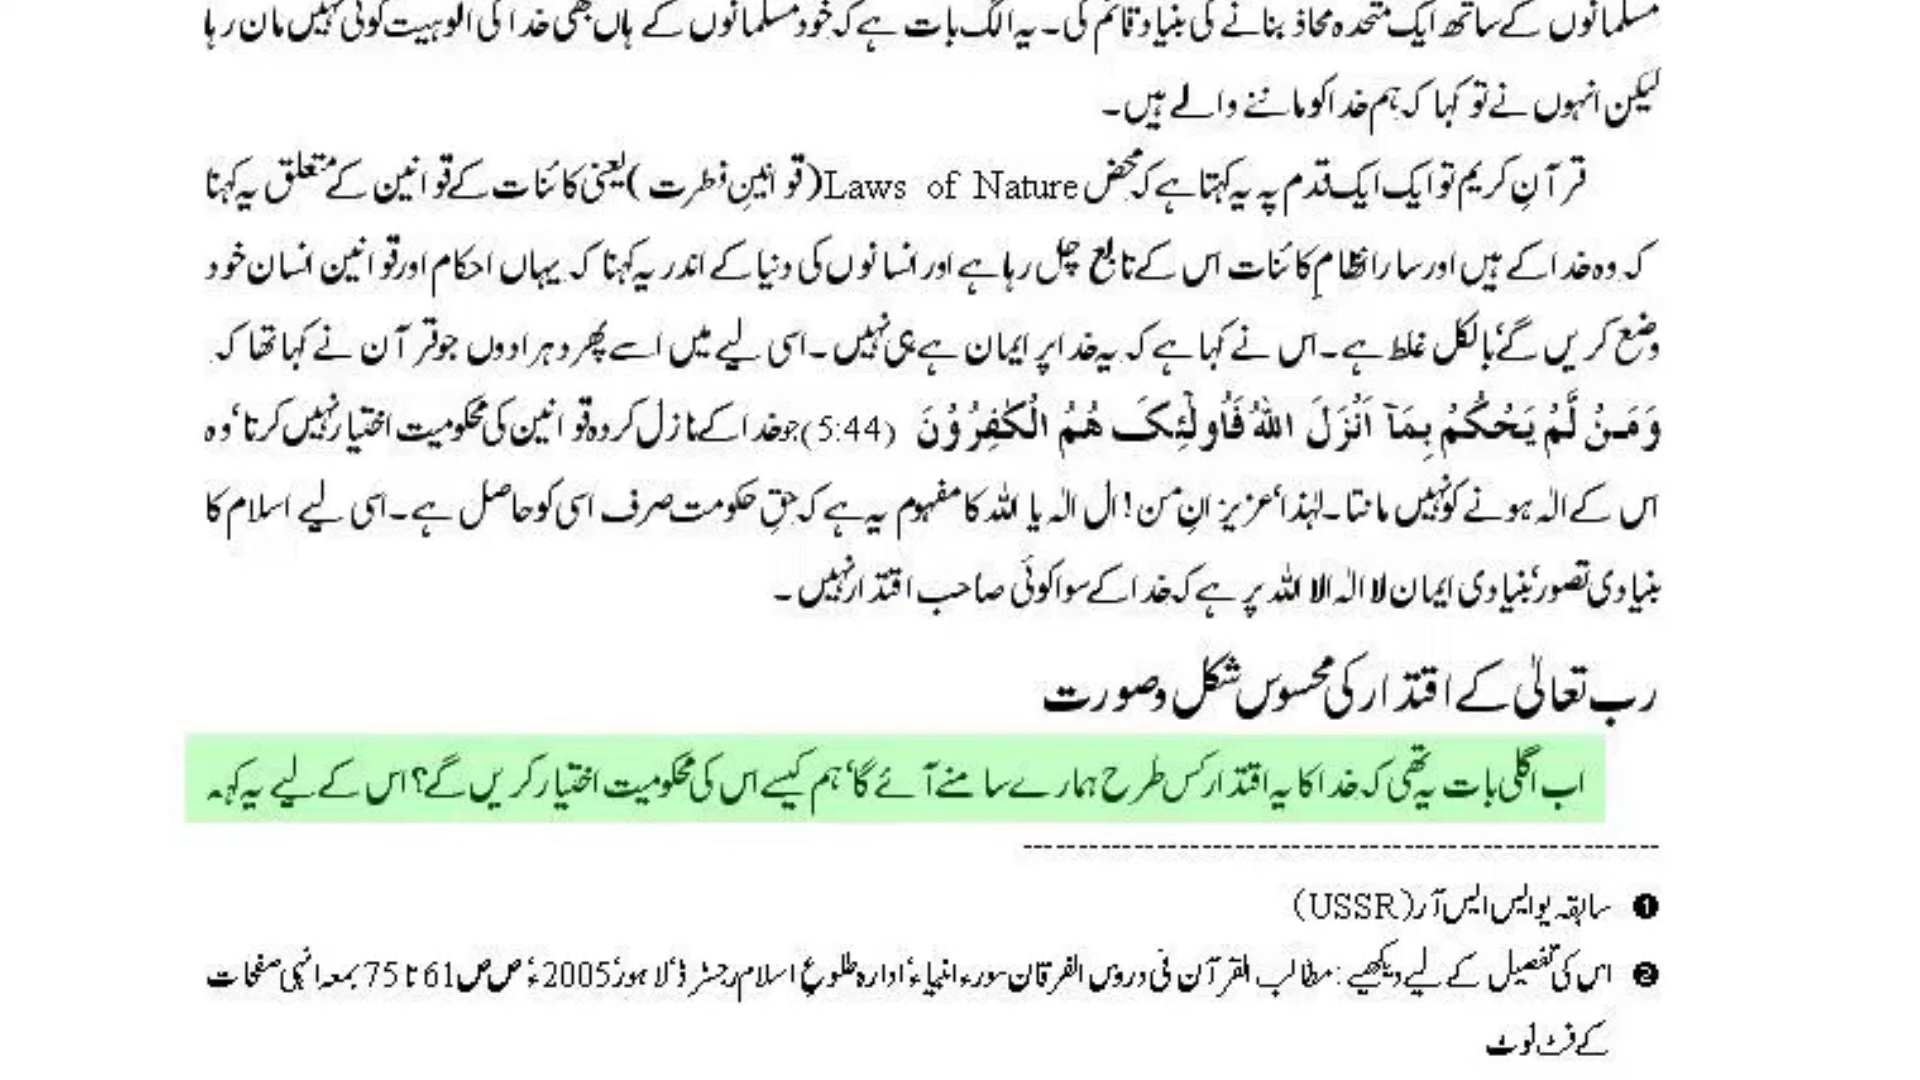 مسلمانوں کے ساتھ ایک متحدہ محاذ بنانے کی بنیاد قائم کی۔ یہ الگ بات ہے کہ خود مسلمانوں کے ہاں بھی خدا کی الوہیت کوئی نہیں مان رہا
لیکن انہوں نے تو کہا کہ ہم خدا کو ماننے والے ہیں۔
قرآنِ کریم تو ایک ایک قدم پہ یہ کہتا ہے کہ محض Laws of Nature (قوانینِ فطرت) یعنی کائنات کے قوانین کے متعلق یہ کہنا
کہ وہ خدا کے ہیں اور سارا نظامِ کائنات اس کے تابع چل رہا ہے اور انسانوں کی دنیا کے اندر یہ کہنا کہ یہاں احکام اور قوانین انسان خود
وضع کریں گے‘ بالکل غلط ہے۔ اس نے کہا ہے کہ یہ خدا پر ایمان ہے ہی نہیں۔ اسی لیے میں اسے پھر دہرا دوں جو قرآن نے کہا تھا کہ
وَمَنْ لَّمْ یَحْکُمْ بِمَآ اَنْزَلَ اللّٰہُ فَاُولٰٓئِکَ ہُمُ الْکٰفِرُوْنَ (5:44) جو خدا کے نازل کردہ قوانین کی محکومیت اختیار نہیں کرتا‘ وہ
اس کے الٰہ ہونے کو نہیں مانتا۔ لہٰذا‘ عزیزانِ من! ال الٰہ یا اللہ کا مفہوم یہ ہے کہ حقِ حکومت صرف اسی کو حاصل ہے۔ اسی لیے اسلام کا
بنیادی تصور‘ بنیادی ایمان لا الٰہ الا اللہ پر ہے کہ خدا کے سوا کوئی صاحب اقتدار نہیں۔
رب تعالیٰ کے اقتدار کی محسوس شکل و صورت
اب اگلی بات یہ تھی کہ خدا کا یہ اقتدار کس طرح ہمارے سامنے آئے گا‘ ہم کیسے اس کی محکومیت اختیار کریں گے؟ اس کے لیے یہ کہہ
❶ سابقہ یو ایس ایس آر (USSR)
❷ اس کی تفصیل کے لیے دیکھیے: مطالب القرآن فی دروس الفرقان سورۃ انبیاء‘ ادارہ طلوعِ اسلام رجسٹرڈ‘ لاہور‘ 2005ء‘ ص ص 61 تا 75 بمعہ انہی صفحات
کے فٹ نوٹ